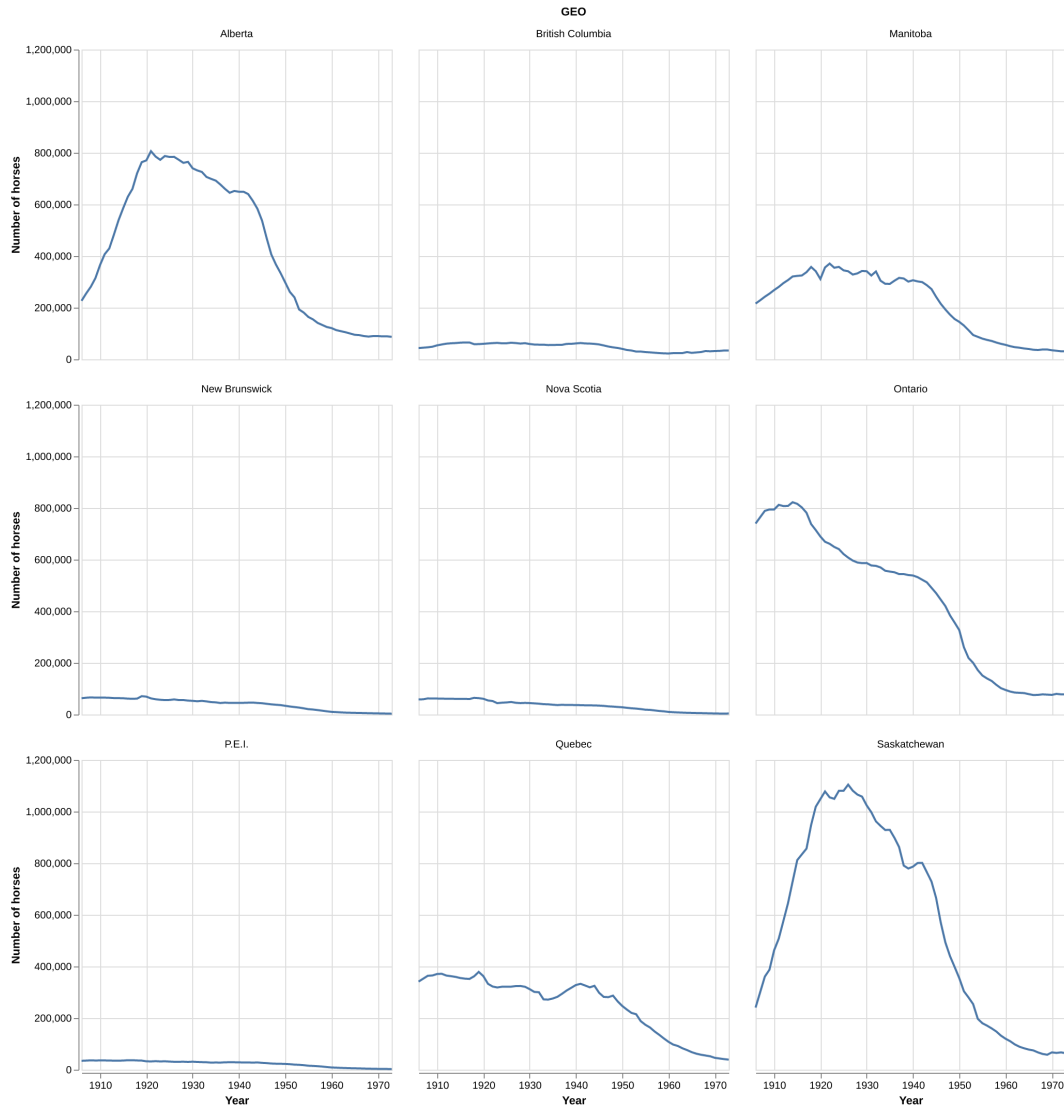 GEO
Alberta British Columbia Manitoba
1,200,000
1,000,000
800,000
600,000
400,000
200,000
0
Number of horses
New Brunswick Nova Scotia Ontario
1,200,000
1,000,000
800,000
600,000
400,000
200,000
0
Number of horses
P.E.I. Quebec Saskatchewan
1,200,000
1,000,000
800,000
600,000
400,000
200,000
0
Number of horses
1910 1920 1930 1940 1950 1960 1970 1910 1920 1930 1940 1950 1960 1970 1910 1920 1930 1940 1950 1960 1970
Year Year Year